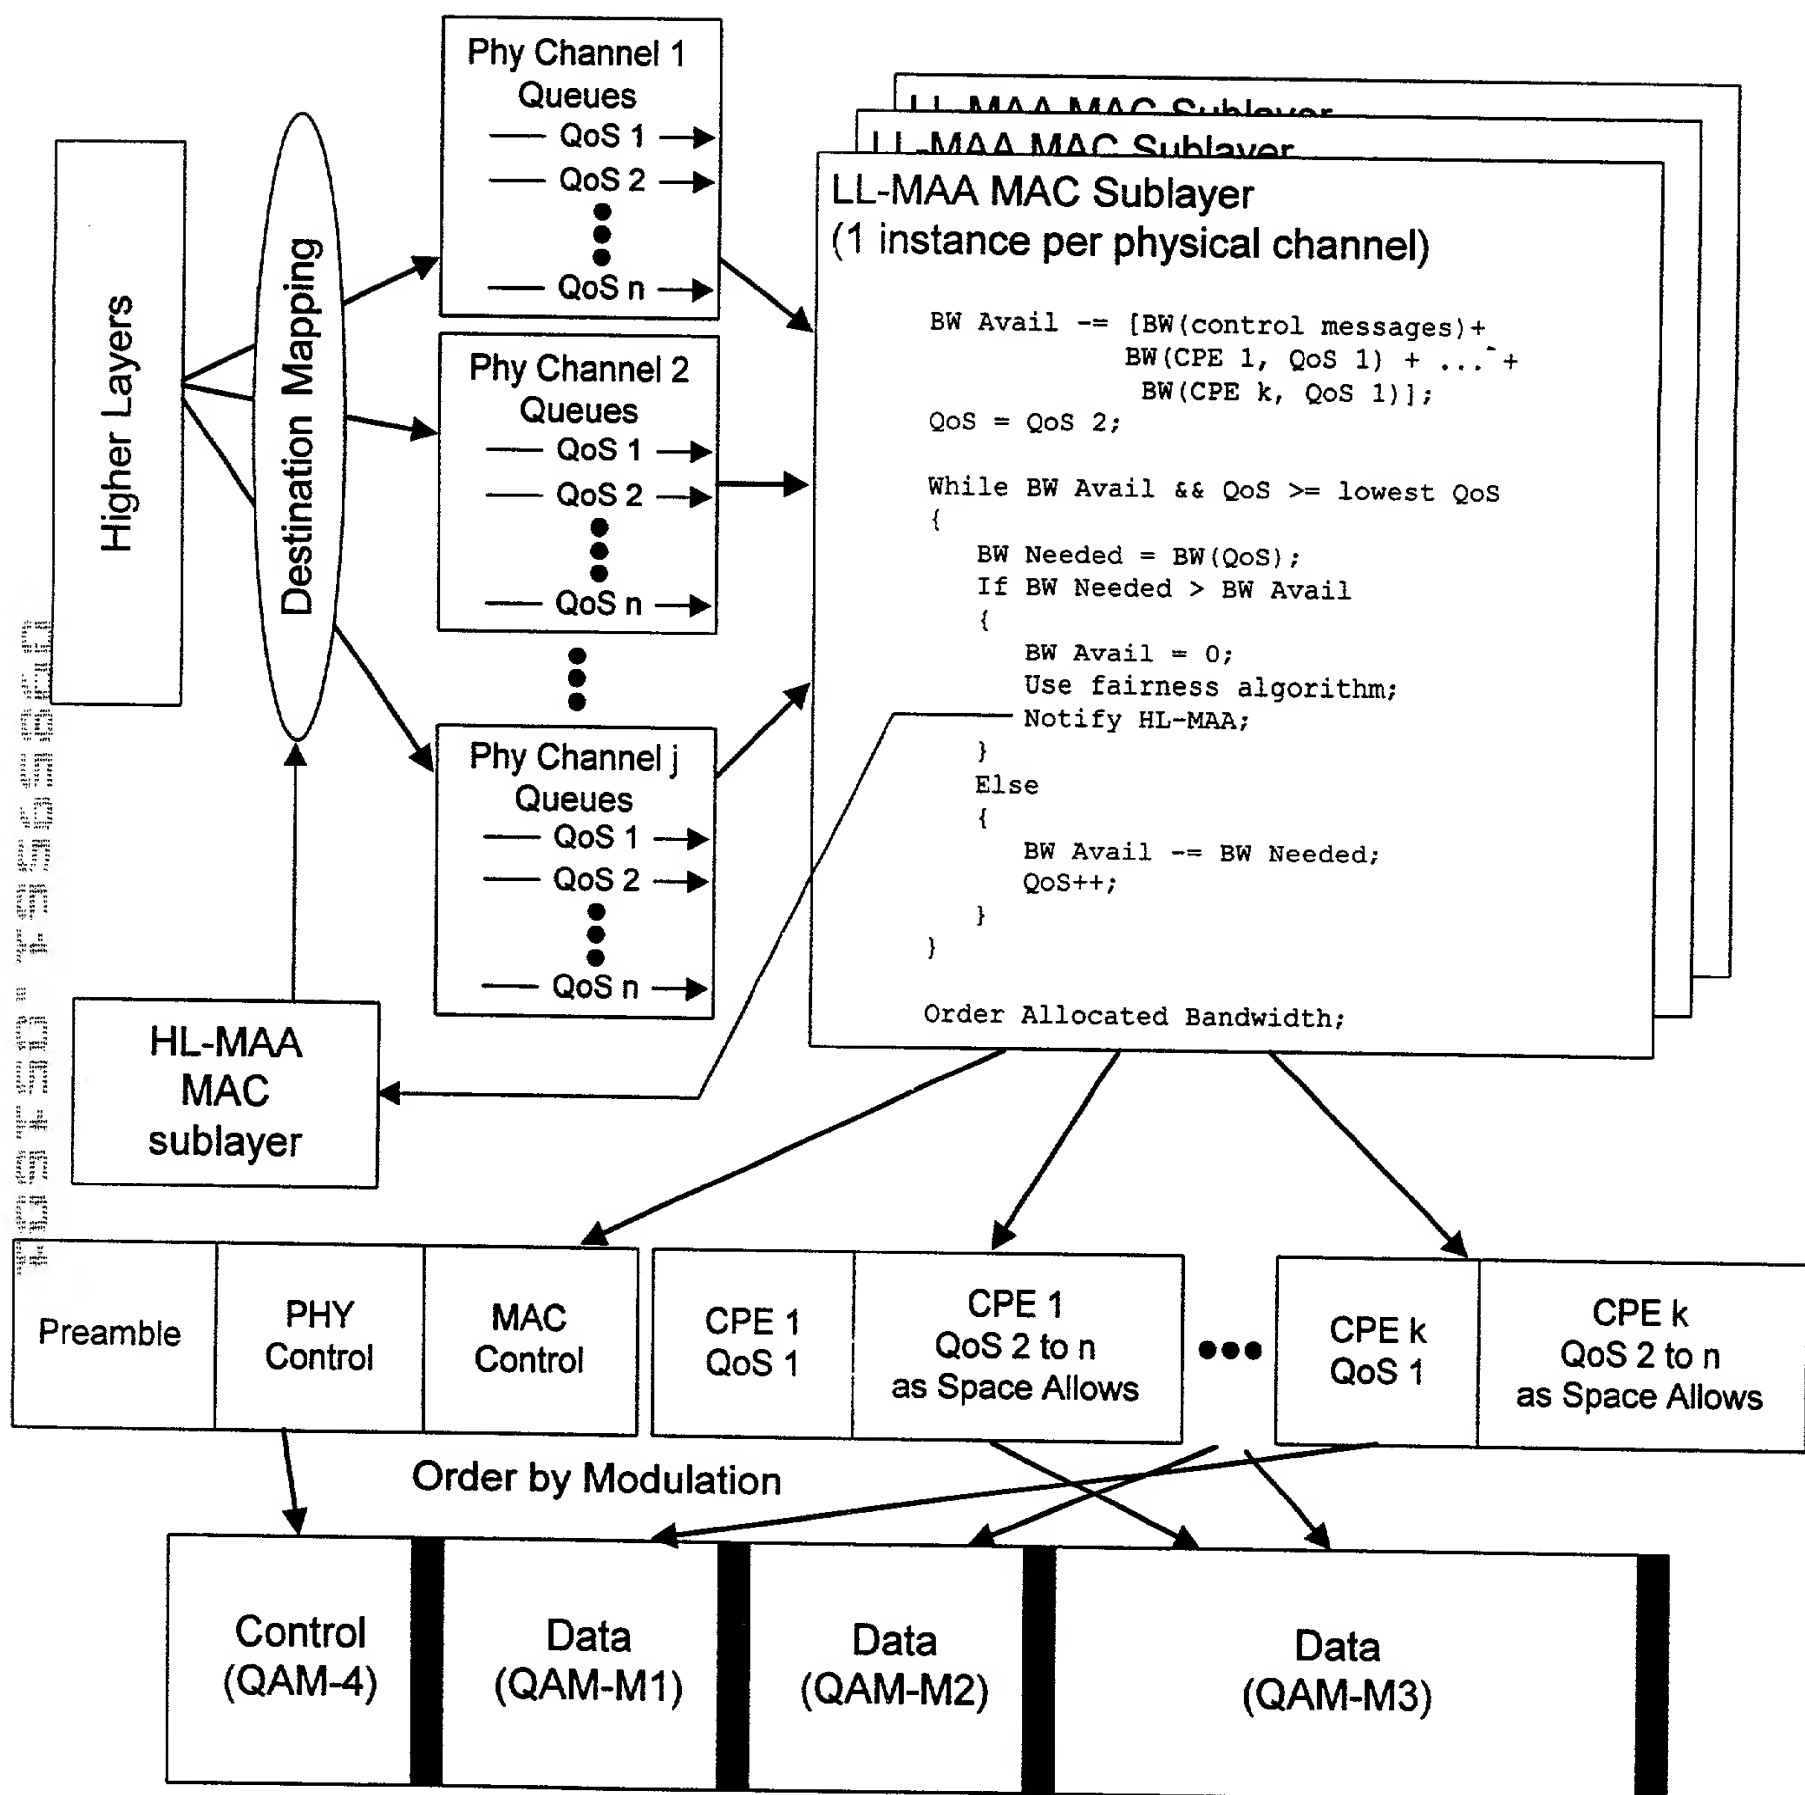 Higher Layers
Destination Mapping
Phy Channel 1
Queues
QoS 1
QoS 2
QoS n
Phy Channel 2
Queues
QoS 1
QoS 2
QoS n
Phy Channel j
Queues
QoS 1
QoS 2
QoS n
HL-MAA
MAC
sublayer
LL-MAA MAC Sublayer
LL-MAA MAC Sublayer
LL-MAA MAC Sublayer
(1 instance per physical channel)
BW Avail -= [BW(control messages)+
BW(CPE 1, QoS 1) + ... +
BW(CPE k, QoS 1)];
QoS = QoS 2;
While BW Avail && QoS >= lowest QoS
{
BW Needed = BW(QoS);
If BW Needed > BW Avail
{
BW Avail = 0;
Use fairness algorithm;
Notify HL-MAA;
}
Else
{
BW Avail -= BW Needed;
QoS++;
}
}
Order Allocated Bandwidth;
Preamble
PHY
Control
MAC
Control
CPE 1
QoS 1
CPE 1
QoS 2 to n
as Space Allows
CPE k
QoS 1
CPE k
QoS 2 to n
as Space Allows
Order by Modulation
Control
(QAM-4)
Data
(QAM-M1)
Data
(QAM-M2)
Data
(QAM-M3)